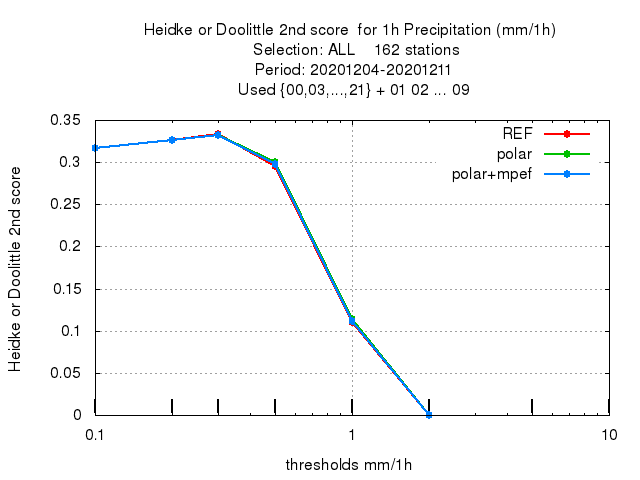 Heidke or Doolittle 2nd score  for 1h Precipitation (mm/1h)
Selection: ALL    162 stations
Period: 20201204-20201211
Used {00,03,...,21} + 01 02 ... 09
REF
polar
polar+mpef
0.35
0.3
0.25
0.2
0.15
0.1
0.05
0
0.1
1
10
Heidke or Doolittle 2nd score
thresholds mm/1h